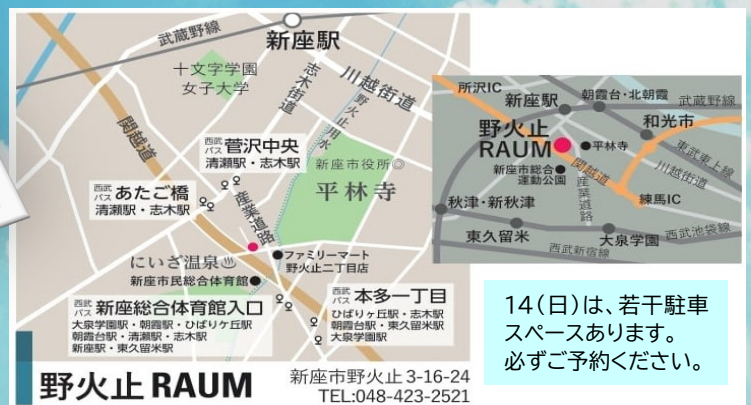 武蔵野線
新座駅
十文字学園
女子大学
志木街道
川越街道
野火止用水
関越道
西武バス 菅沢中央
清瀬駅・志木駅
新座市役所◎
平林寺
西武バス あたご橋
清瀬駅・志木駅
産業道路
にいざ温泉♨
ファミリーマート
野火止二丁目店
新座市民総合体育館
西武バス 新座総合体育館入口
大泉学園駅・朝霞駅・ひばりケ丘駅
朝霞台駅・清瀬駅・志木駅
新座駅・東久留米駅
西武バス 本多一丁目
ひばりヶ丘駅・志木駅
朝霞台駅・東久留米駅
大泉学園駅
野火止 RAUM
新座市野火止3-16-24
TEL:048-423-2521
所沢IC
新座駅
朝霞台・北朝霞
武蔵野線
和光市
野火止
RAUM
平林寺
新座市総合
運動公園
関越道
産業道路
東武東上線
川越街道
練馬IC
秋津・新秋津
東久留米
大泉学園
西武池袋線
西武新宿線
14(日)は、若干駐車
スペースあります。
必ずご予約ください。